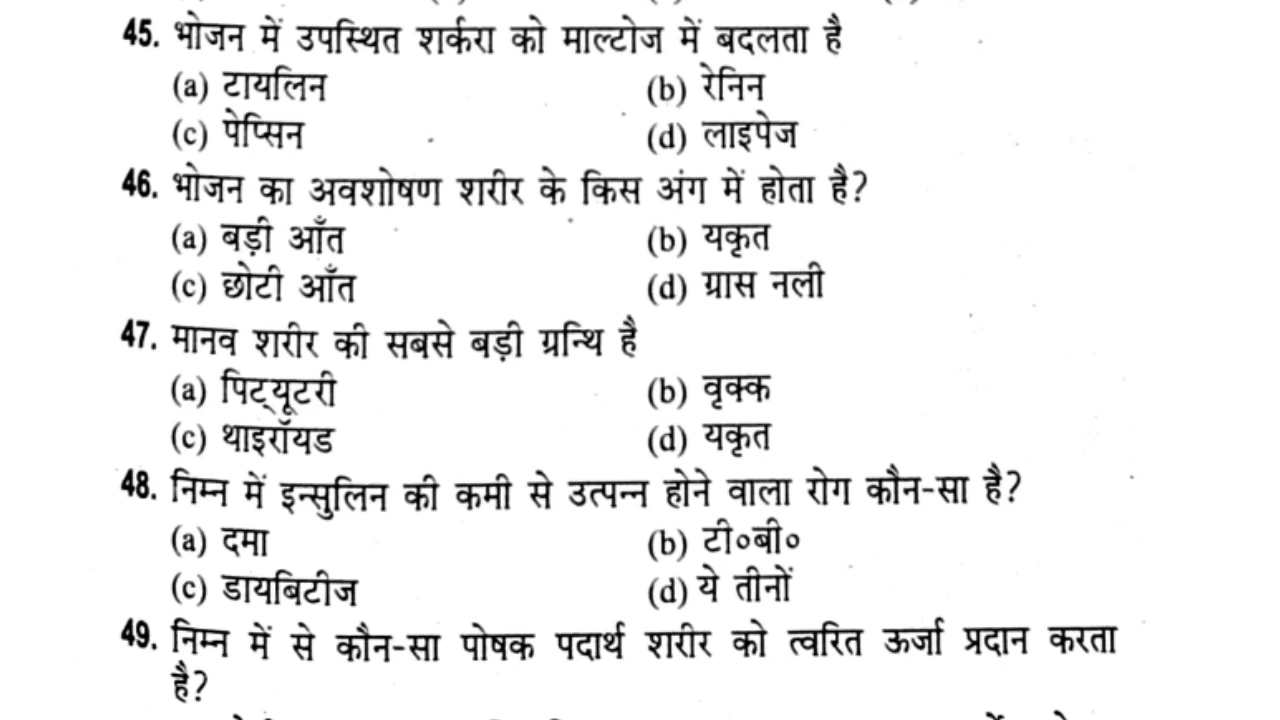 45. भोजन में उपस्थित शर्करा को माल्टोज में बदलता है
(a) टायलिन (b) रेनिन
(c) पेप्सिन (d) लाइपेज
46. भोजन का अवशोषण शरीर के किस अंग में होता है?
(a) बड़ी आँत (b) यकृत
(c) छोटी आँत (d) ग्रास नली
47. मानव शरीर की सबसे बड़ी ग्रन्थि है
(a) पिट्यूटरी (b) वृक्क
(c) थाइरॉयड (d) यकृत
48. निम्न में इन्सुलिन की कमी से उत्पन्न होने वाला रोग कौन-सा है?
(a) दमा (b) टी०बी०
(c) डायबिटीज (d) ये तीनों
49. निम्न में से कौन-सा पोषक पदार्थ शरीर को त्वरित ऊर्जा प्रदान करता
है?